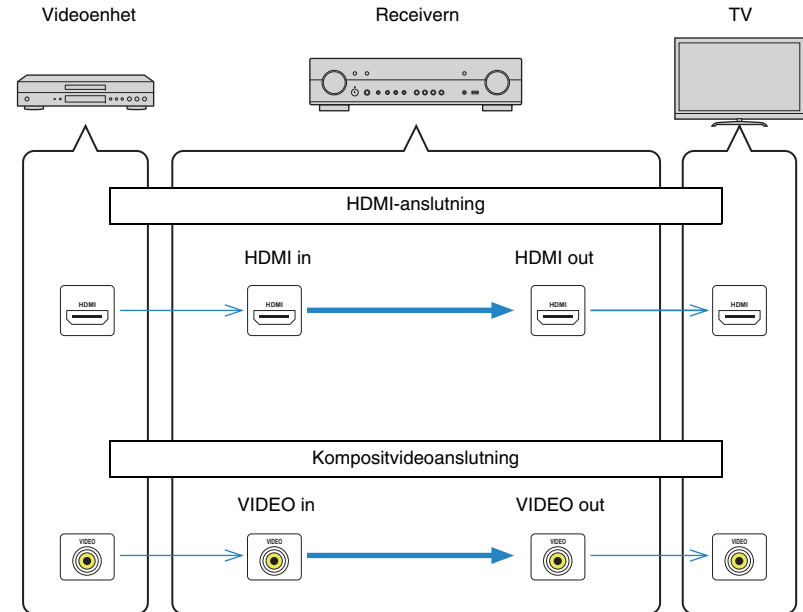 Videoenhet
Receivern
TV
HDMI-anslutning
HDMI in
HDMI out
HDMI
HDMI
HDMI
HDMI
Kompositvideoanslutning
VIDEO in
VIDEO out
VIDEO
VIDEO
VIDEO
VIDEO